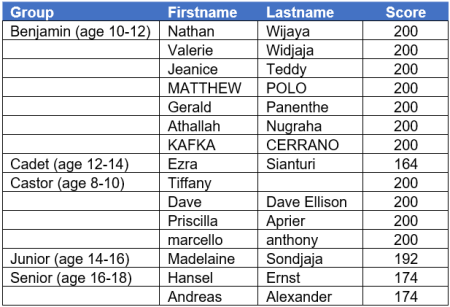 Group Firstname Lastname Score
Benjamin (age 10-12) Nathan Wijaya 200
Valerie Widjaja 200
Jeanice Teddy 200
MATTHEW POLO 200
Gerald Panenthe 200
Athallah Nugraha 200
KAFKA CERRANO 200
Cadet (age 12-14) Ezra Sianturi 164
Castor (age 8-10) Tiffany 200
Dave Dave Ellison 200
Priscilla Aprier 200
marcello anthony 200
Junior (age 14-16) Madelaine Sondjaja 192
Senior (age 16-18) Hansel Ernst 174
Andreas Alexander 174